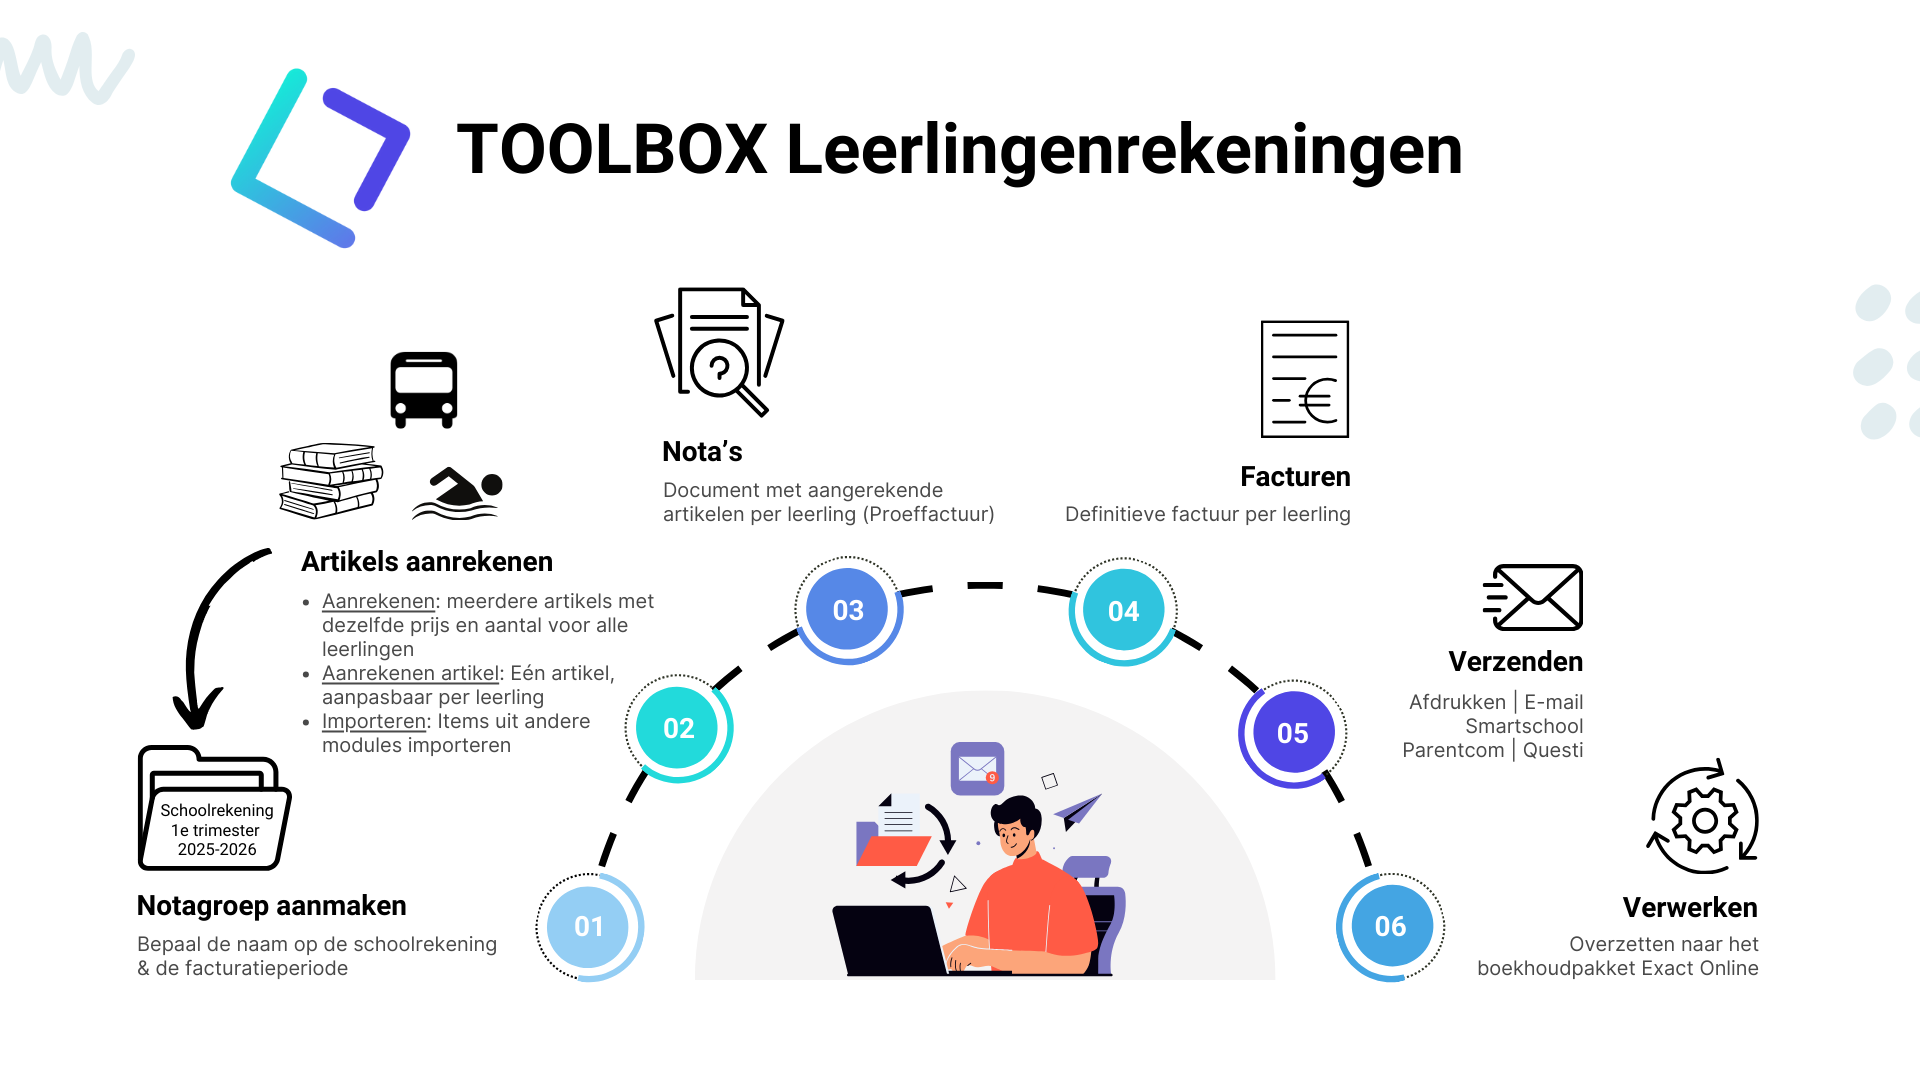 TOOLBOX Leerlingenrekeningen
Schoolrekening
1e trimester
2025-2026
01
Notagroep aanmaken
Bepaal de naam op de schoolrekening
& de facturatieperiode
02
Artikels aanrekenen
• Aanrekenen: meerdere artikels met
dezelfde prijs en aantal voor alle
leerlingen
• Aanrekenen artikel: Eén artikel,
aanpasbaar per leerling
• Importeren: Items uit andere
modules importeren
03
Nota's
Document met aangerekende
artikelen per leerling (Proeffactuur)
04
Facturen
Definitieve factuur per leerling
05
Verzenden
Afdrukken | E-mail
Smartschool
Parentcom | Questi
06
Verwerken
Overzetten naar het
boekhoudpakket Exact Online
9